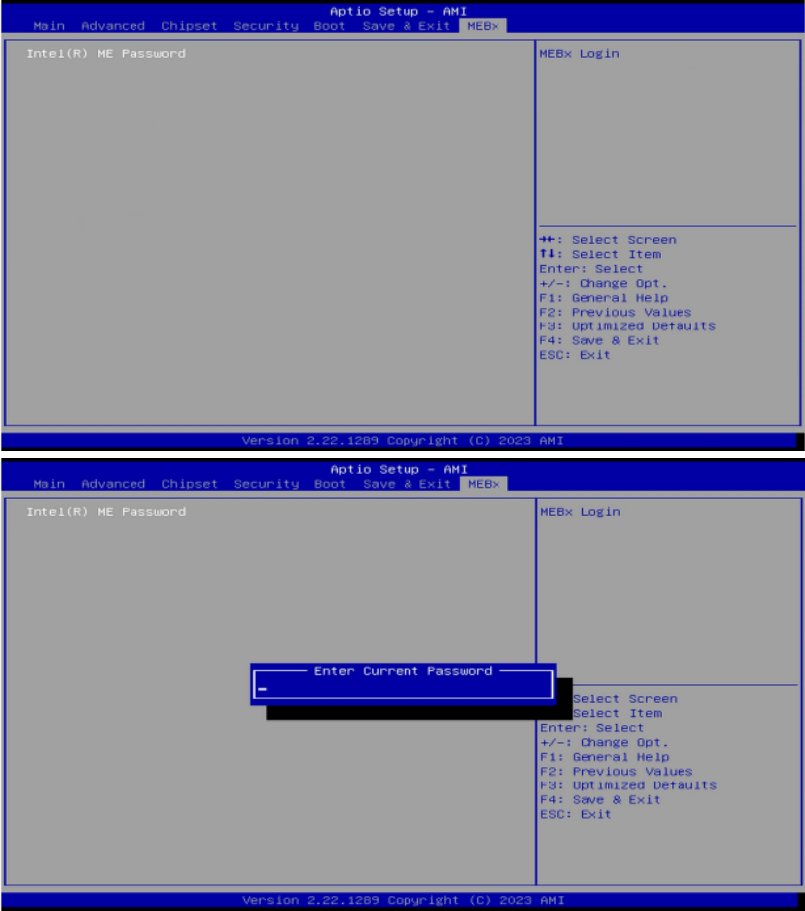 Aptio Setup – AMI
Main Advanced Chipset Security Boot Save & Exit MEBx
Intel(R) ME Password
MEBx Login
→←: Select Screen
↑↓: Select Item
Enter: Select
+/-: Change Opt.
F1: General Help
F2: Previous Values
F3: Optimized Defaults
F4: Save & Exit
ESC: Exit
Version 2.22.1289 Copyright (C) 2023 AMI
Aptio Setup – AMI
Main Advanced Chipset Security Boot Save & Exit MEBx
Intel(R) ME Password
MEBx Login
Enter Current Password
Select Screen
Select Item
Enter: Select
+/-: Change Opt.
F1: General Help
F2: Previous Values
F3: Optimized Defaults
F4: Save & Exit
ESC: Exit
Version 2.22.1289 Copyright (C) 2023 AMI